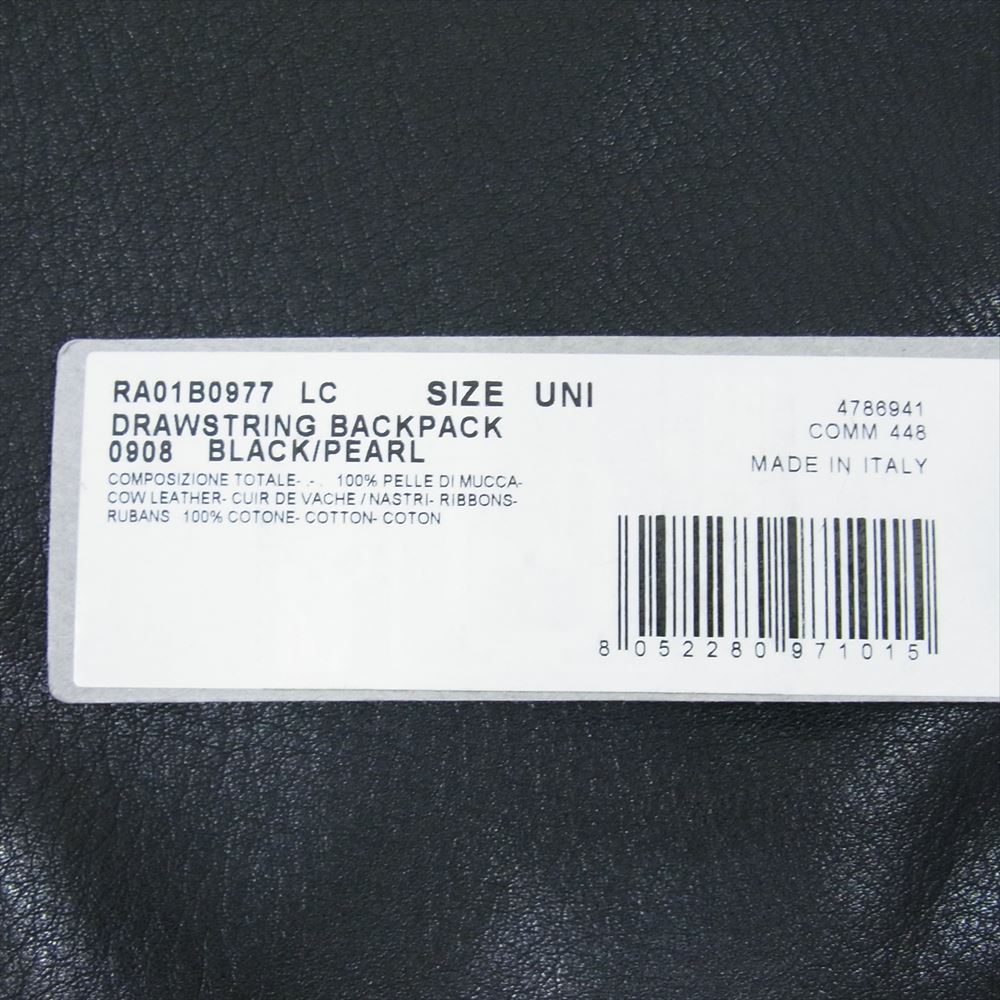 RA01B0977 LC SIZE UNI
DRAWSTRING BACKPACK
0908 BLACK/PEARL
COMPOSIZIONE TOTALE- .- . 100% PELLE DI MUCCA-
COW LEATHER- CUIR DE VACHE / NASTRI- RIBBONS-
RUBANS 100% COTONE- COTTON- COTON
4786941
COMM 448
MADE IN ITALY
8 052280 971015